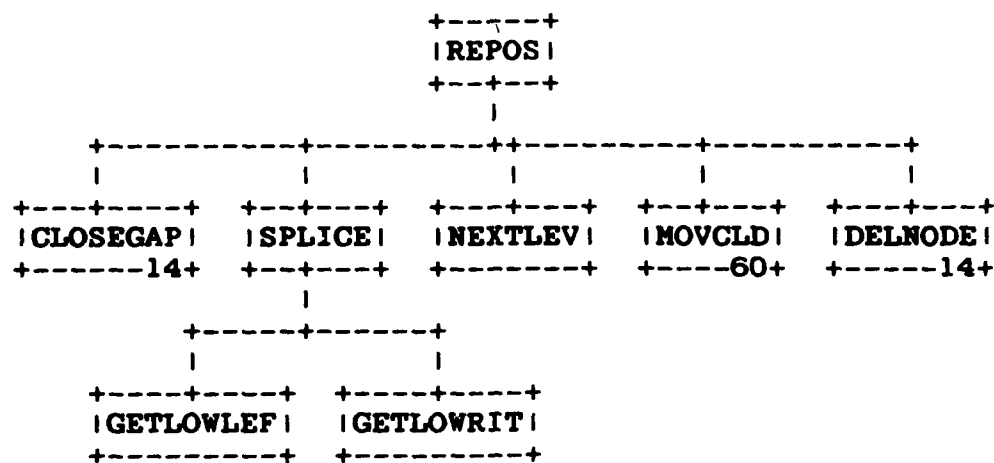 REPOS
CLOSEGAP SPLICE NEXTLEV MOVCLD DELNODE
14 60 14
GETLOWLEF GETLOWRIT